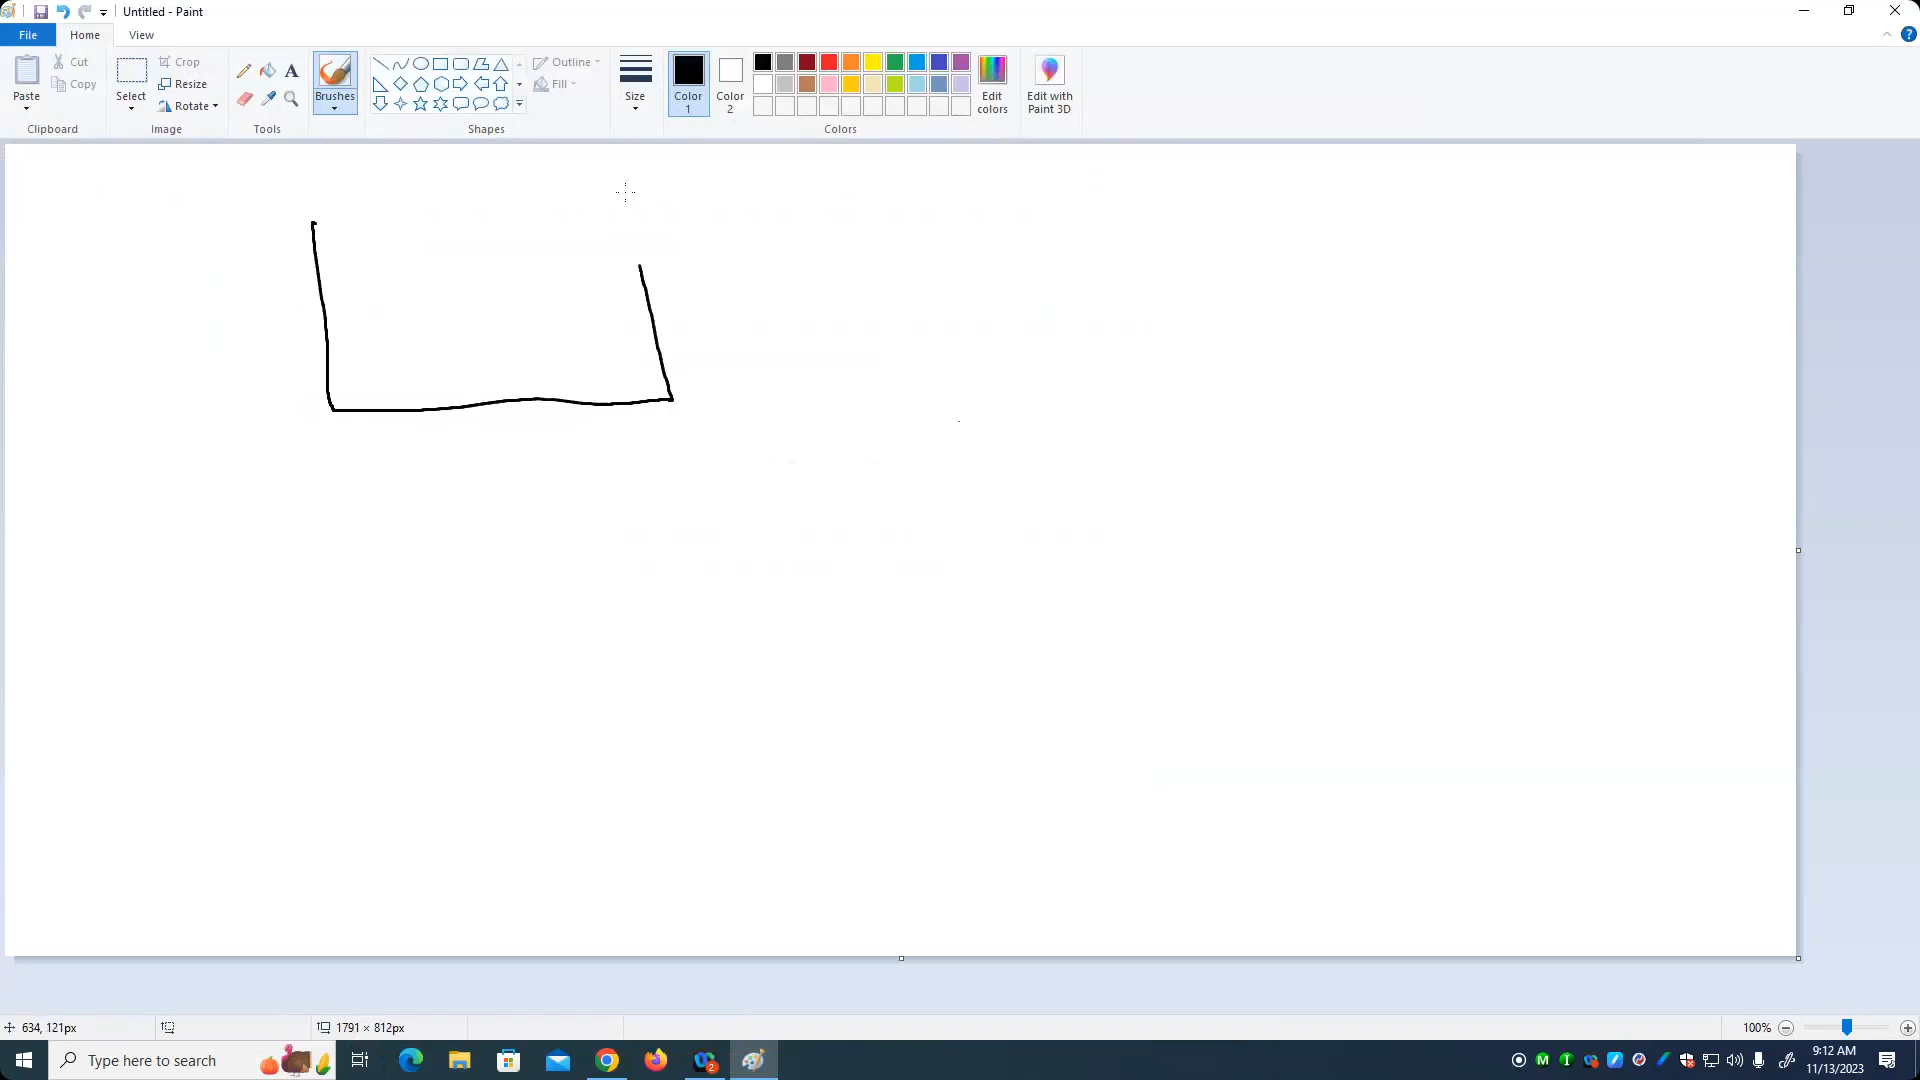 Untitled - Paint
File Home View
Paste
Cut
Copy
Clipboard
Select
Crop
Resize
Rotate
Image
A
Tools
Brushes
Shapes
Outline
Fill
Size
Color 1
Color 2
Colors
Edit colors
Edit with Paint 3D
?
634, 121px
1791 × 812px
100%
Type here to search
2
M
I
9:12 AM
11/13/2023